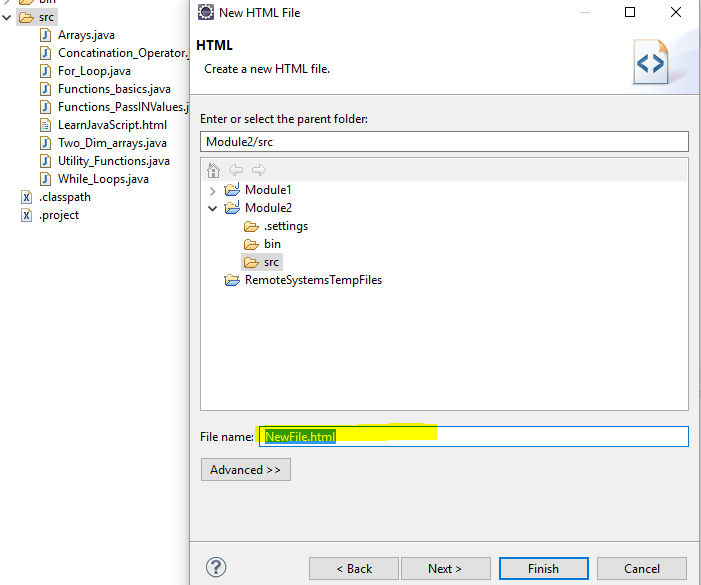 bin
src
Arrays.java
Concatination_Operator.j
For_Loop.java
Functions_basics.java
Functions_PassINValues.j
LearnJavaScript.html
Two_Dim_arrays.java
Utility_Functions.java
While_Loops.java
.classpath
.project
New HTML File
HTML
Create a new HTML file.
Enter or select the parent folder:
Module2/src
Module1
Module2
.settings
bin
src
RemoteSystemsTempFiles
File name: NewFile.html
Advanced >>
< Back Next > Finish Cancel